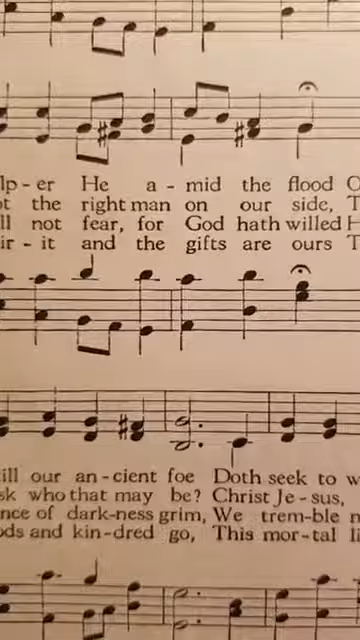 lp-er He a-mid the flood O
ot the right man on our side, T
ll not fear, for God hath willed H
ir-it and the gifts are ours T
ill our an-cient foe Doth seek to w
sk who that may be? Christ Je-sus,
nce of dark-ness grim, We trem-ble n
ods and kin-dred go, This mor-tal li